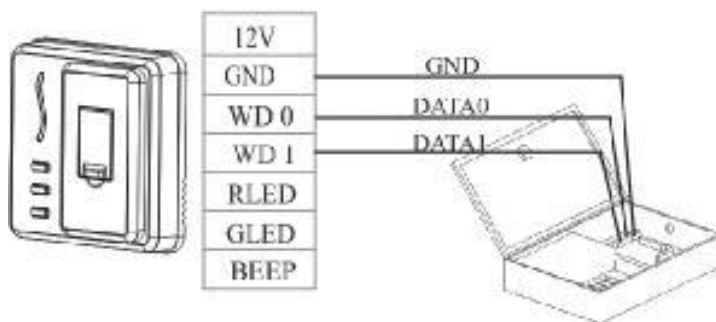 12V
GND
WD 0
WD 1
RLED
GLED
BEEP
GND
DATA0
DATA1